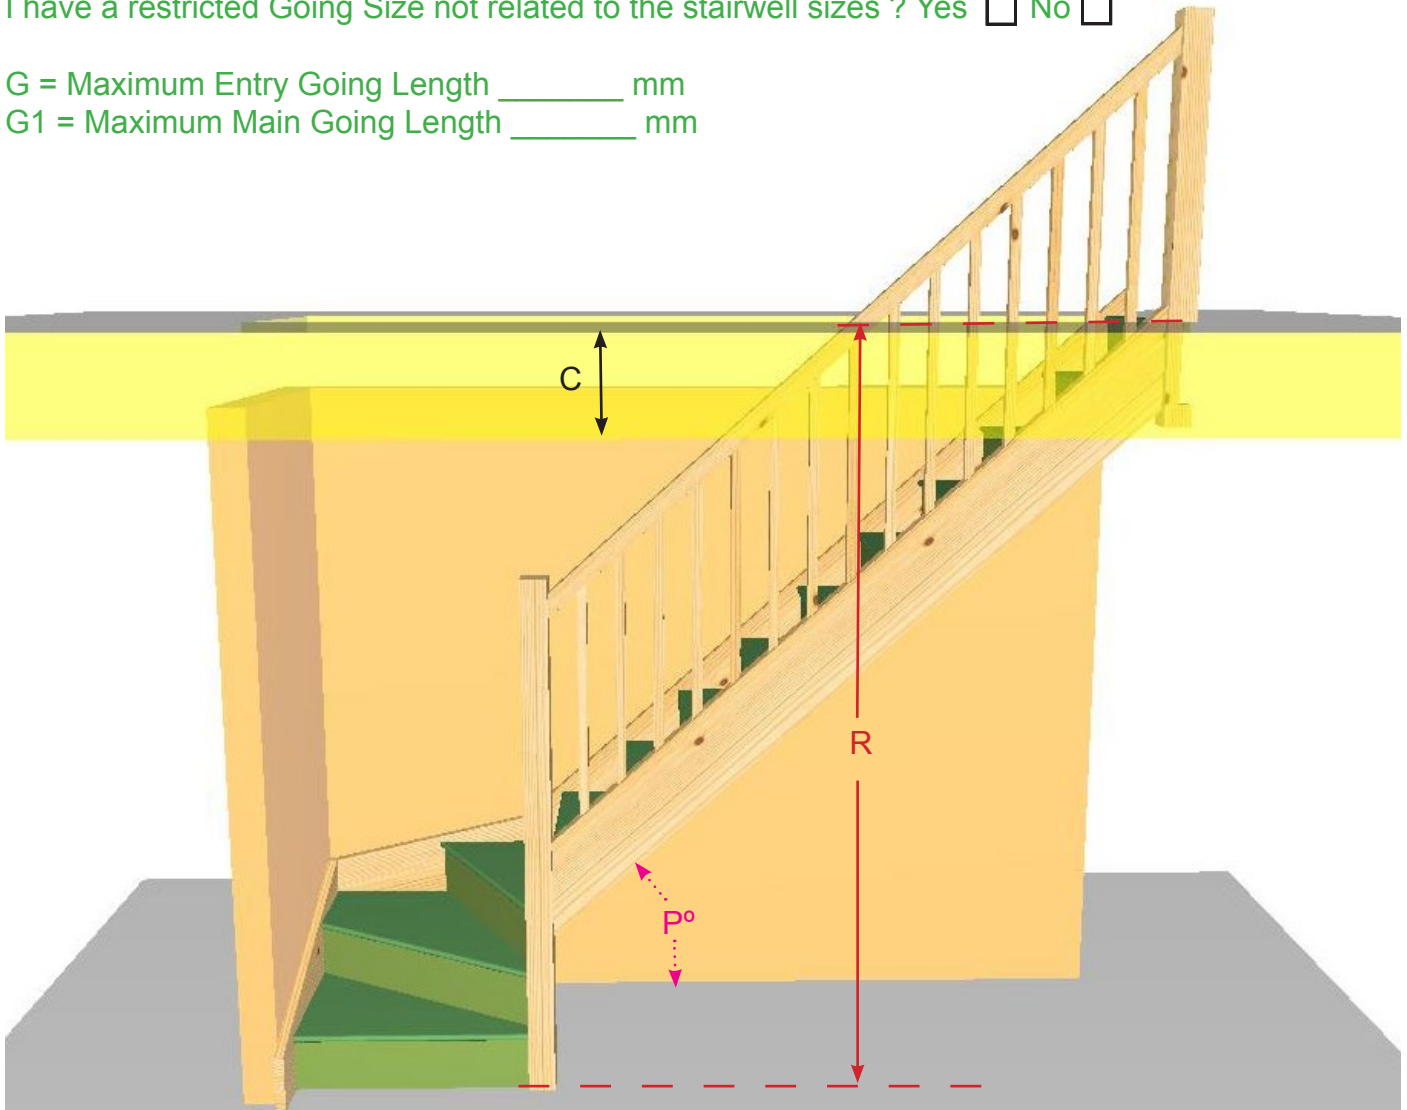 I have a restricted Going Size not related to the stairwell sizes ? Yes No
G = Maximum Entry Going Length _______ mm
G1 = Maximum Main Going Length _______ mm
C
R
Pº